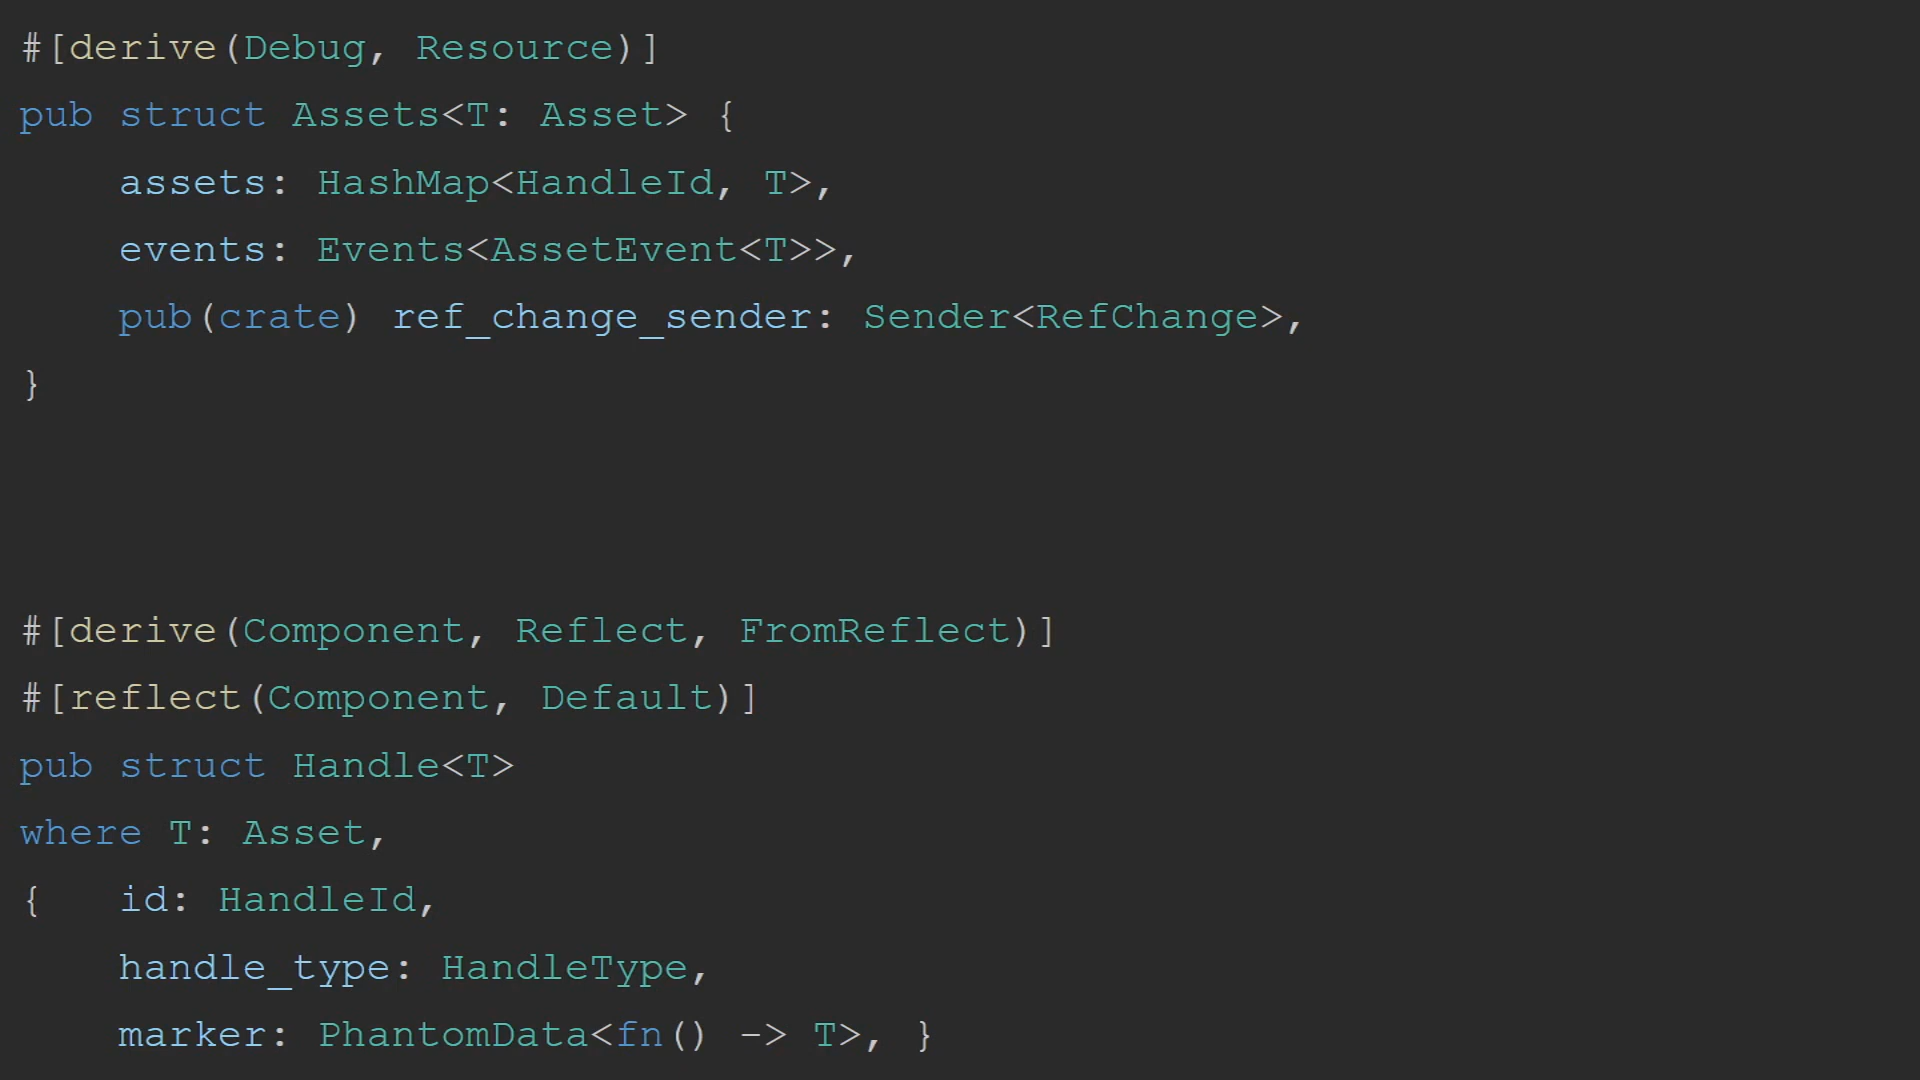 #[derive(Debug, Resource)]
pub struct Assets<T: Asset> {
    assets: HashMap<HandleId, T>,
    events: Events<AssetEvent<T>>,
    pub(crate) ref_change_sender: Sender<RefChange>,
}
#[derive(Component, Reflect, FromReflect)]
#[reflect(Component, Default)]
pub struct Handle<T>
where T: Asset,
{   id: HandleId,
    handle_type: HandleType,
    marker: PhantomData<fn() -> T>, }